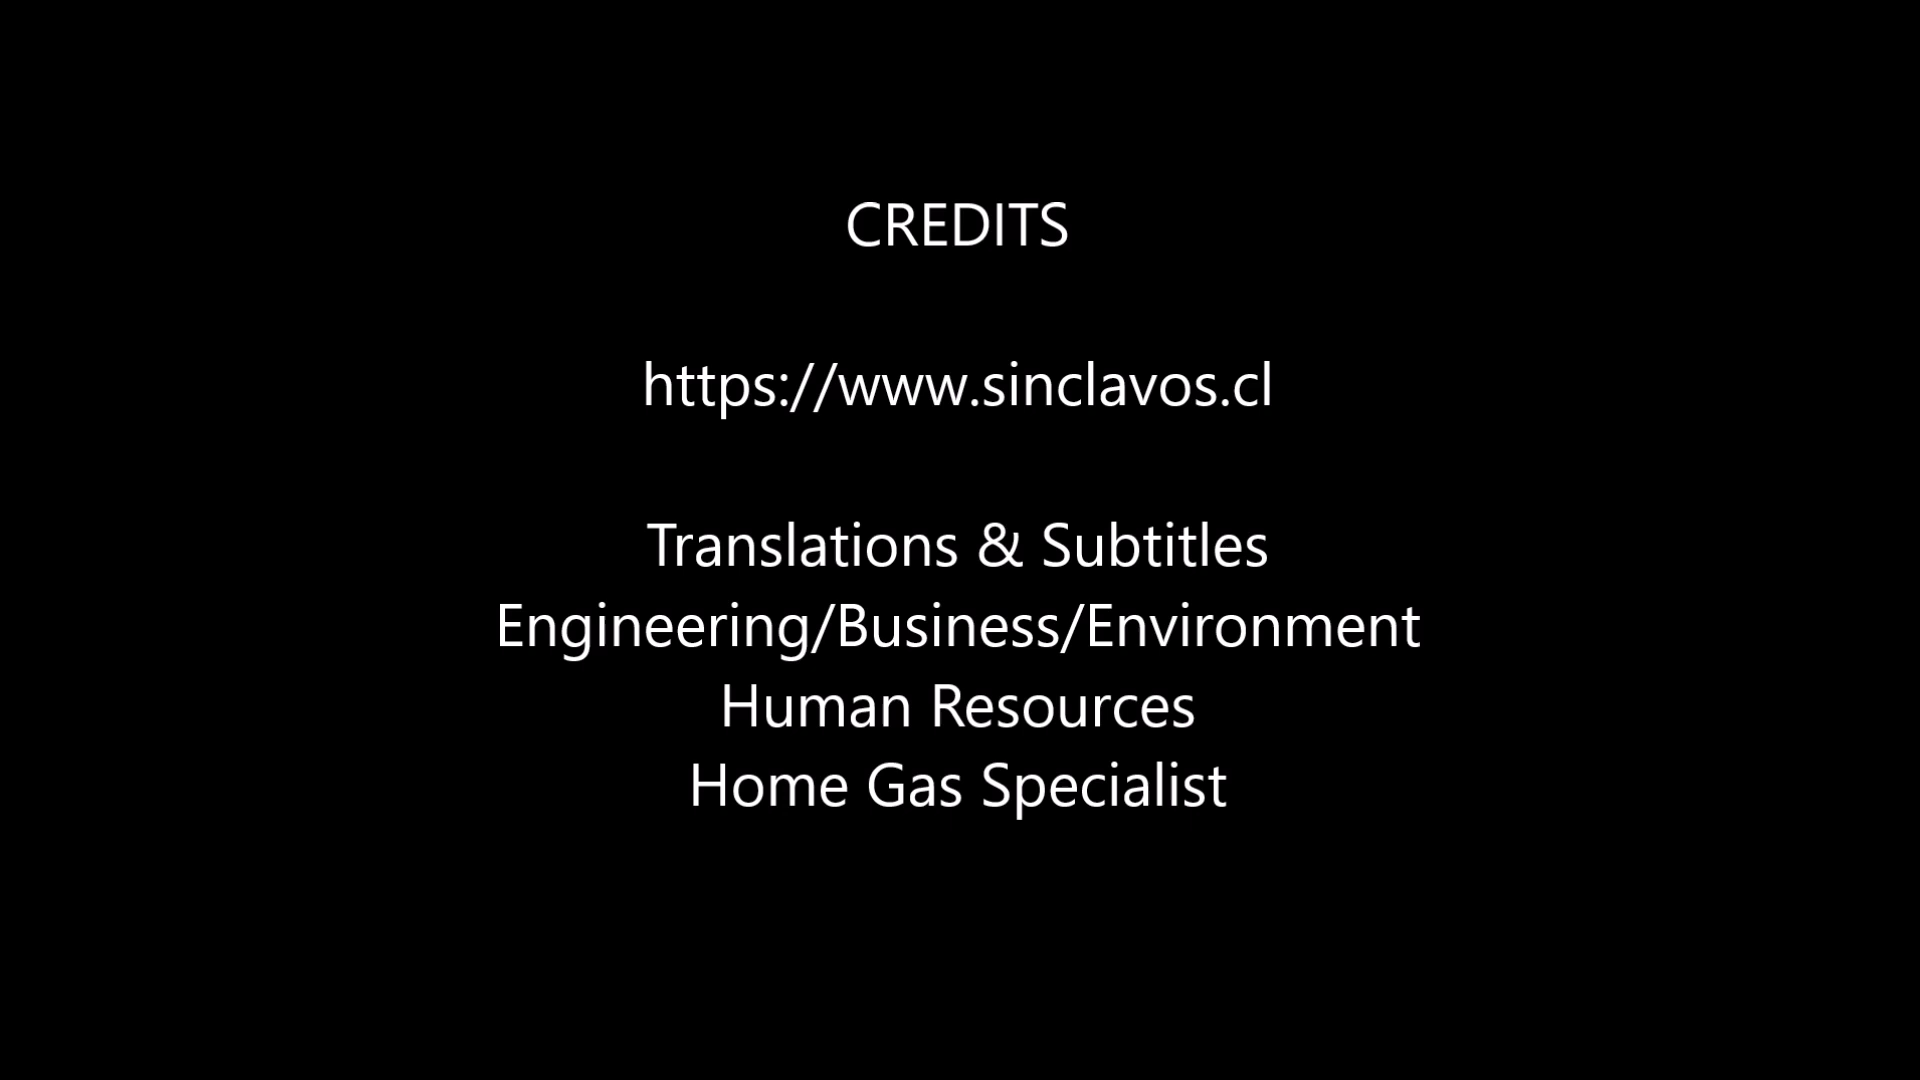 CREDITS
https://www.sinclavos.cl
Translations & Subtitles
Engineering/Business/Environment
Human Resources
Home Gas Specialist